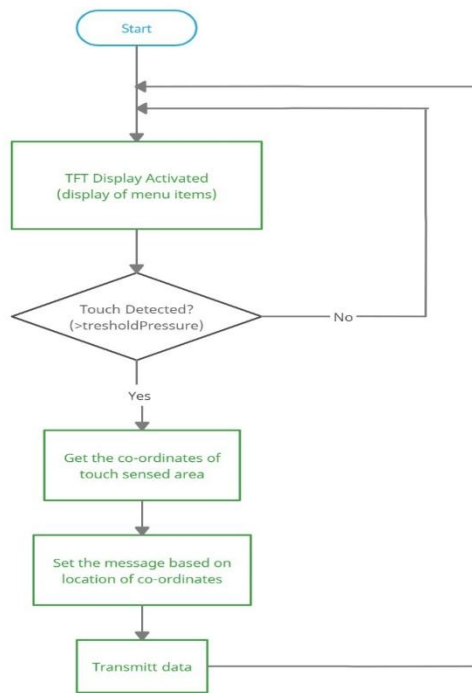 Start
TFT Display Activated
(display of menu items)
Touch Detected?
(>tresholdPressure)
No
Yes
Get the co-ordinates of
touch sensed area
Set the message based on
location of co-ordinates
Transmitt data